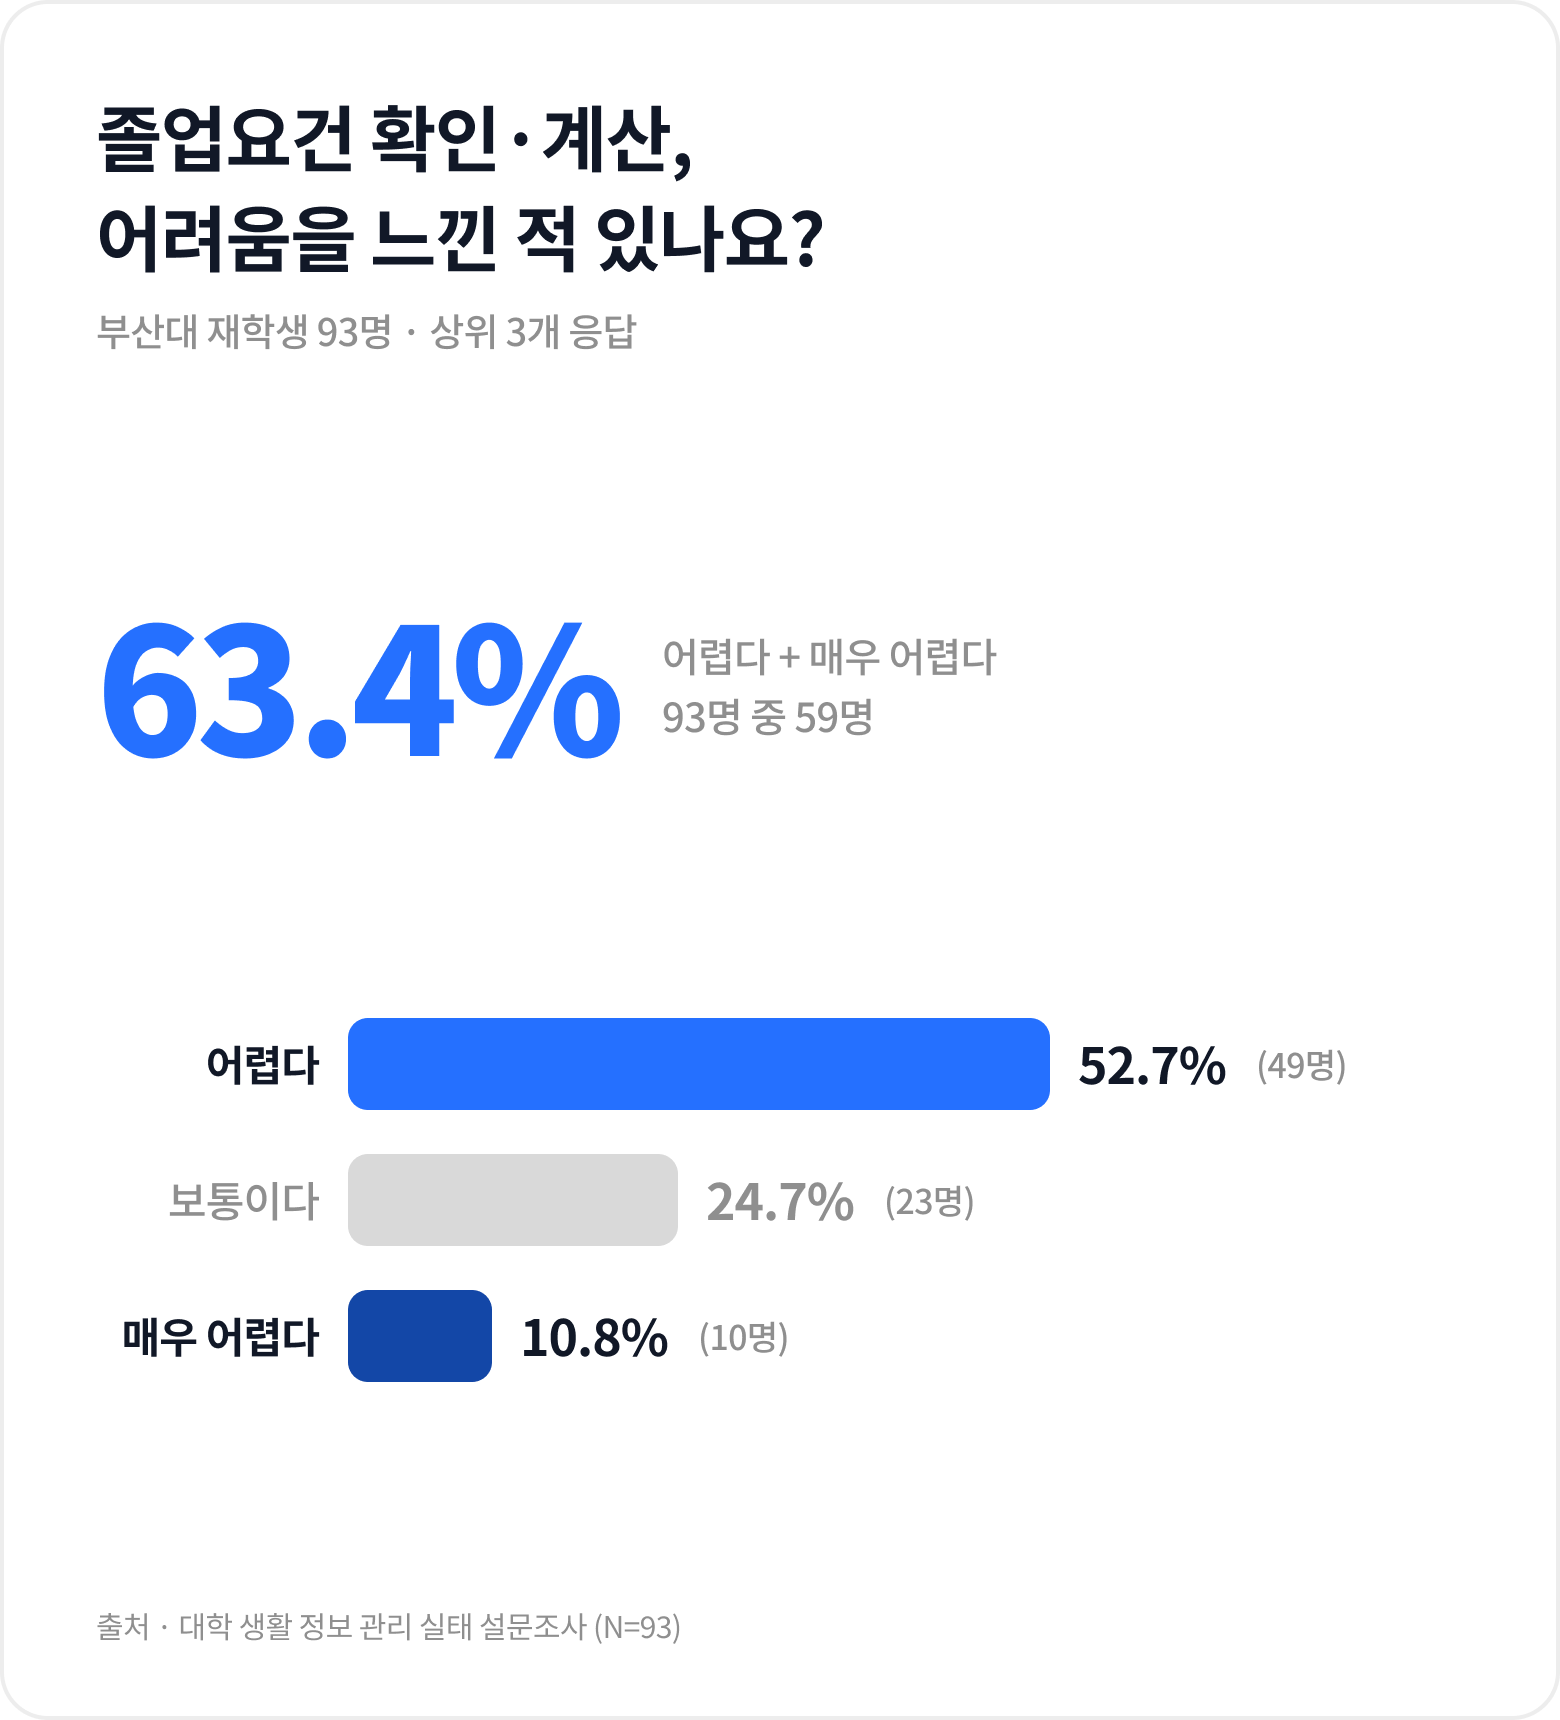 졸업요건 확인·계산,
어려움을 느낀 적 있나요?
부산대 재학생 93명 · 상위 3개 응답
63.4%
어렵다 + 매우 어렵다
93명 중 59명
어렵다 52.7% (49명)
보통이다 24.7% (23명)
매우 어렵다 10.8% (10명)
출처 · 대학 생활 정보 관리 실태 설문조사 (N=93)